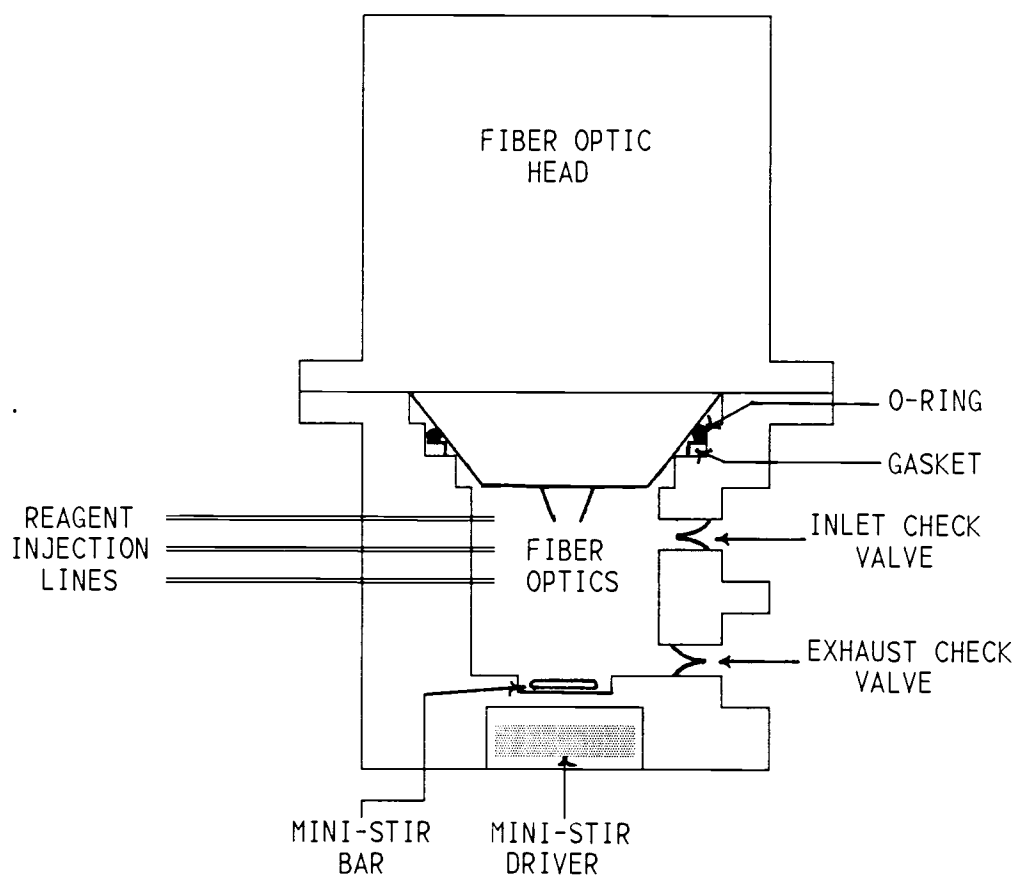 FIBER OPTIC
HEAD
O-RING
GASKET
REAGENT
INJECTION
LINES
FIBER
OPTICS
INLET CHECK
VALVE
EXHAUST CHECK
VALVE
MINI-STIR
BAR
MINI-STIR
DRIVER